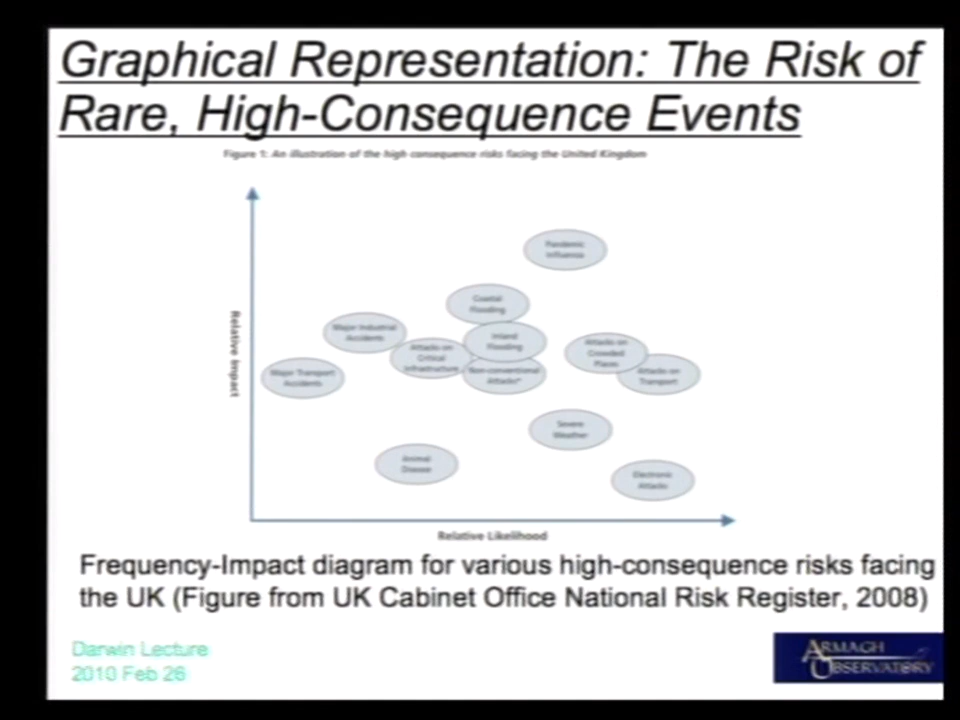 Graphical Representation: The Risk of
Rare, High-Consequence Events
Figure 1: An illustration of the high consequence risks facing the United Kingdom
Pandemic
Influenza
Coastal
Flooding
Major Industrial
Accidents
Inland
Flooding
Attacks on
Critical
Infrastructure
Attacks on
Crowded
Places
Major Transport
Accidents
Non-conventional
Attacks*
Attacks on
Transport
Severe
Weather
Animal
Disease
Electronic
Attacks
Relative Impact
Relative Likelihood
Frequency-Impact diagram for various high-consequence risks facing
the UK (Figure from UK Cabinet Office National Risk Register, 2008)
Darwin Lecture
2010 Feb 26
ARMAGH
OBSERVATORY